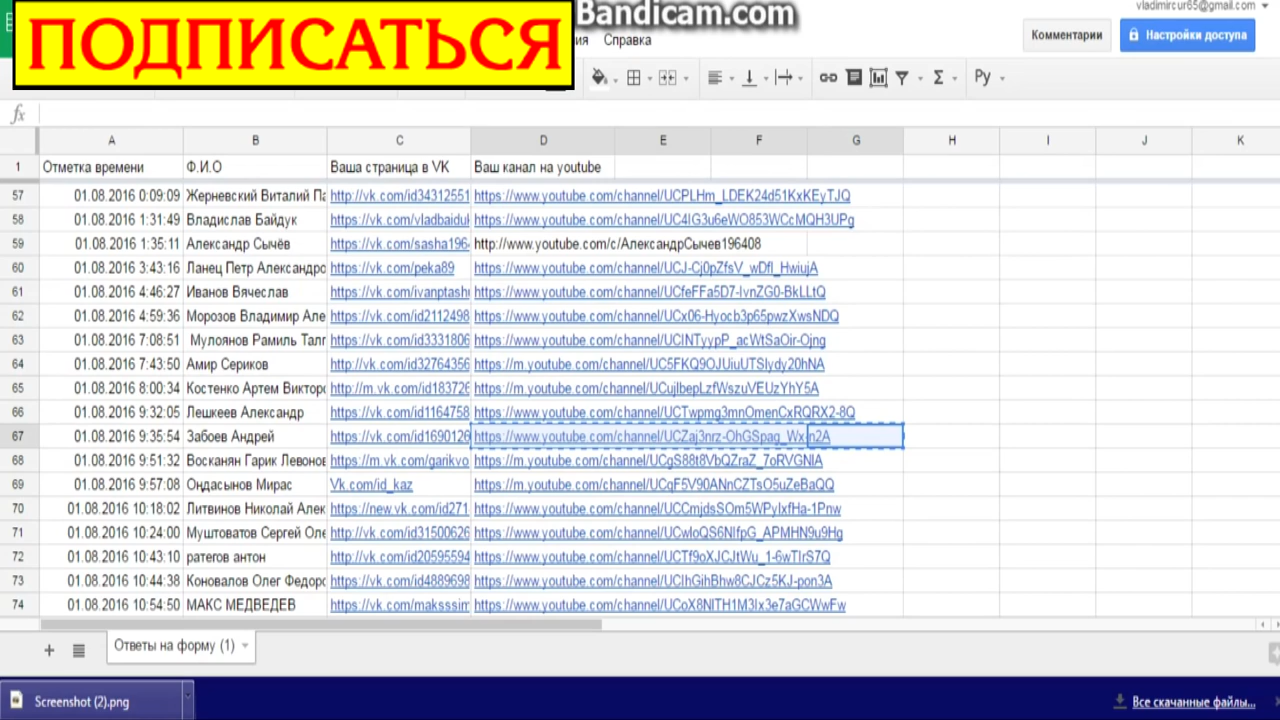 ПОДПИСАТЬСЯ
Bandicam.com
vladimircur65@gmail.com
ия Справка
Комментарии
Настройки доступа
Σ
Py
fx
A B C D E F G H I J K
1 Отметка времени Ф.И.О Ваша страница в VK Ваш канал на youtube
57 01.08.2016 0:09:09 Жерневский Виталий Па http://vk.com/id34312551 https://www.youtube.com/channel/UCPLHm_LDEK24d51KxKEyTJQ
58 01.08.2016 1:31:49 Владислав Байдук https://vk.com/vladbaiduk https://www.youtube.com/channel/UC4IG3u6eWO853WCcMQH3UPg
59 01.08.2016 1:35:11 Александр Сычёв https://vk.com/sasha196 http://www.youtube.com/c/АлександрСычев196408
60 01.08.2016 3:43:16 Ланец Петр Александро https://vk.com/peka89 https://www.youtube.com/channel/UCJ-Cj0pZfsV_wDfl_HwiujA
61 01.08.2016 4:46:27 Иванов Вячеслав https://vk.com/ivanptash https://www.youtube.com/channel/UCfeFFa5D7-IvnZG0-BkLLtQ
62 01.08.2016 4:59:36 Морозов Владимир Але https://vk.com/id2112498 https://www.youtube.com/channel/UCx06-Hyocb3p65pwzXwsNDQ
63 01.08.2016 7:08:51 Мулоянов Рамиль Талг https://vk.com/id3331806 https://www.youtube.com/channel/UCINTyypP_acWtSaOir-Ojng
64 01.08.2016 7:43:50 Амир Сериков http://vk.com/id32764356 https://m.youtube.com/channel/UC5FKQ9OJUiuUTSIydy20hNA
65 01.08.2016 8:00:34 Костенко Артем Викторо http://m.vk.com/id183726 https://m.youtube.com/channel/UCujIbepLzfWszuVEUzYhY5A
66 01.08.2016 9:32:05 Лешкеев Александр https://vk.com/id1164758 https://www.youtube.com/channel/UCTwpmg3mnOmenCxRQRX2-8Q
67 01.08.2016 9:35:54 Забоев Андрей https://vk.com/id1690126 https://www.youtube.com/channel/UCZaj3nrz-OhGSpag_Wx-n2A
68 01.08.2016 9:51:32 Восканян Гарик Левонов https://m.vk.com/garikvo https://m.youtube.com/channel/UCgS88t8VbQZraZ_7oRVGNIA
69 01.08.2016 9:57:08 Оңдасынов Мирас Vk.com/id_kaz https://m.youtube.com/channel/UCqF5V90ANnCZTsO5uZeBaQQ
70 01.08.2016 10:18:02 Литвинов Николай Алек https://new.vk.com/id271 https://www.youtube.com/channel/UCCmjdsSOm5WPyIxfHa-1Pnw
71 01.08.2016 10:24:00 Муштоватов Сергей Оле http://vk.com/id31500626 https://www.youtube.com/channel/UCwIoQS6NIfpG_APMHN9u9Hg
72 01.08.2016 10:43:10 ратегов антон http://vk.com/id20595594 https://www.youtube.com/channel/UCTf9oXJCJtWu_1-6wTIrS7Q
73 01.08.2016 10:44:38 Коновалов Олег Федоро https://vk.com/id4889698 https://www.youtube.com/channel/UCIhGihBhw8CJCz5KJ-pon3A
74 01.08.2016 10:54:50 МАКС МЕДВЕДЕВ https://vk.com/maksssim https://www.youtube.com/channel/UCoX8NITH1M3Ix3e7aGCWwFw
Ответы на форму (1)
Screenshot (2).png
Все скачанные файлы...